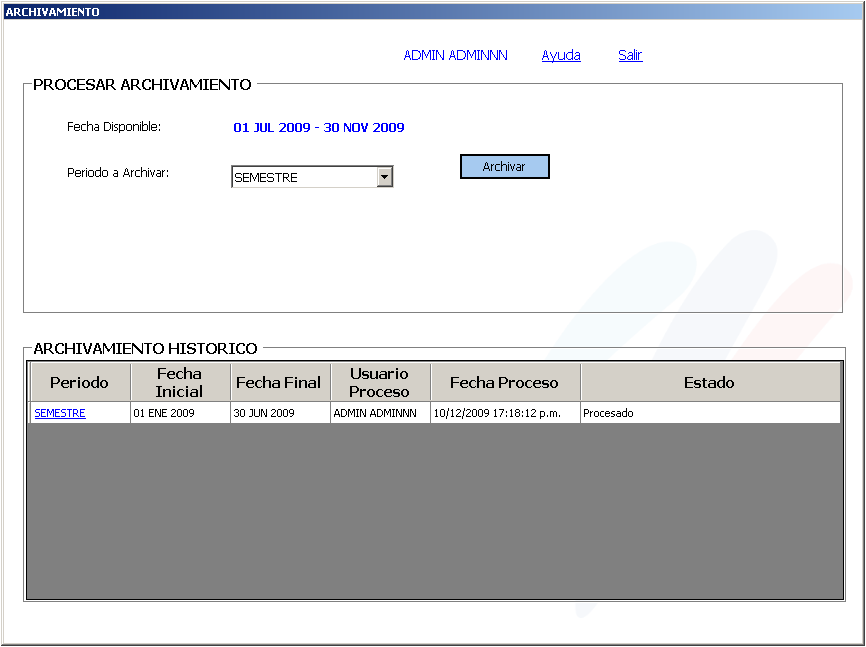 ARCHIVAMIENTO
ADMIN ADMINNN Ayuda Salir
PROCESAR ARCHIVAMIENTO
Fecha Disponible: 01 JUL 2009 - 30 NOV 2009
Periodo a Archivar: SEMESTRE Archivar
ARCHIVAMIENTO HISTORICO
Periodo Fecha Inicial Fecha Final Usuario Proceso Fecha Proceso Estado
SEMESTRE 01 ENE 2009 30 JUN 2009 ADMIN ADMINNN 10/12/2009 17:18:12 p.m. Procesado